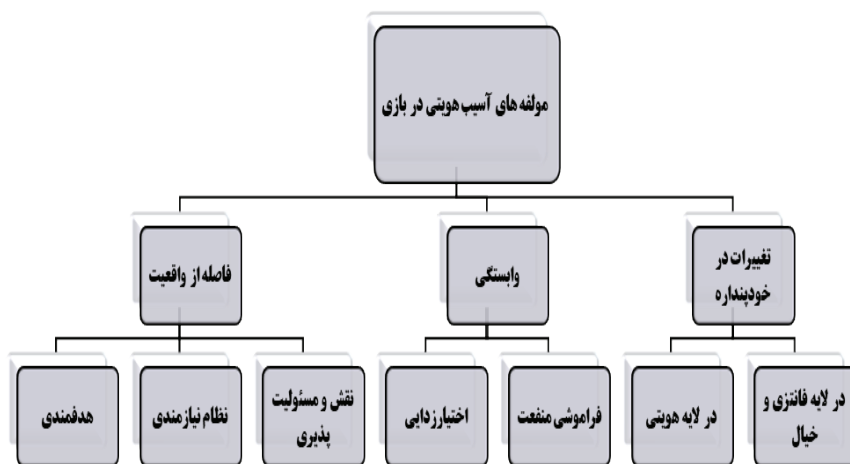 مولفه های آسیب هویتی در بازی
تغییرات در
خودپنداره
وابستگی
فاصله از واقعیت
در لایه فانتزی و
خیال
در لایه هویتی
فراموشی منفعت
اختیارزدایی
نقش و مسئولیت
پذیری
نظام نیازمندی
هدفمندی